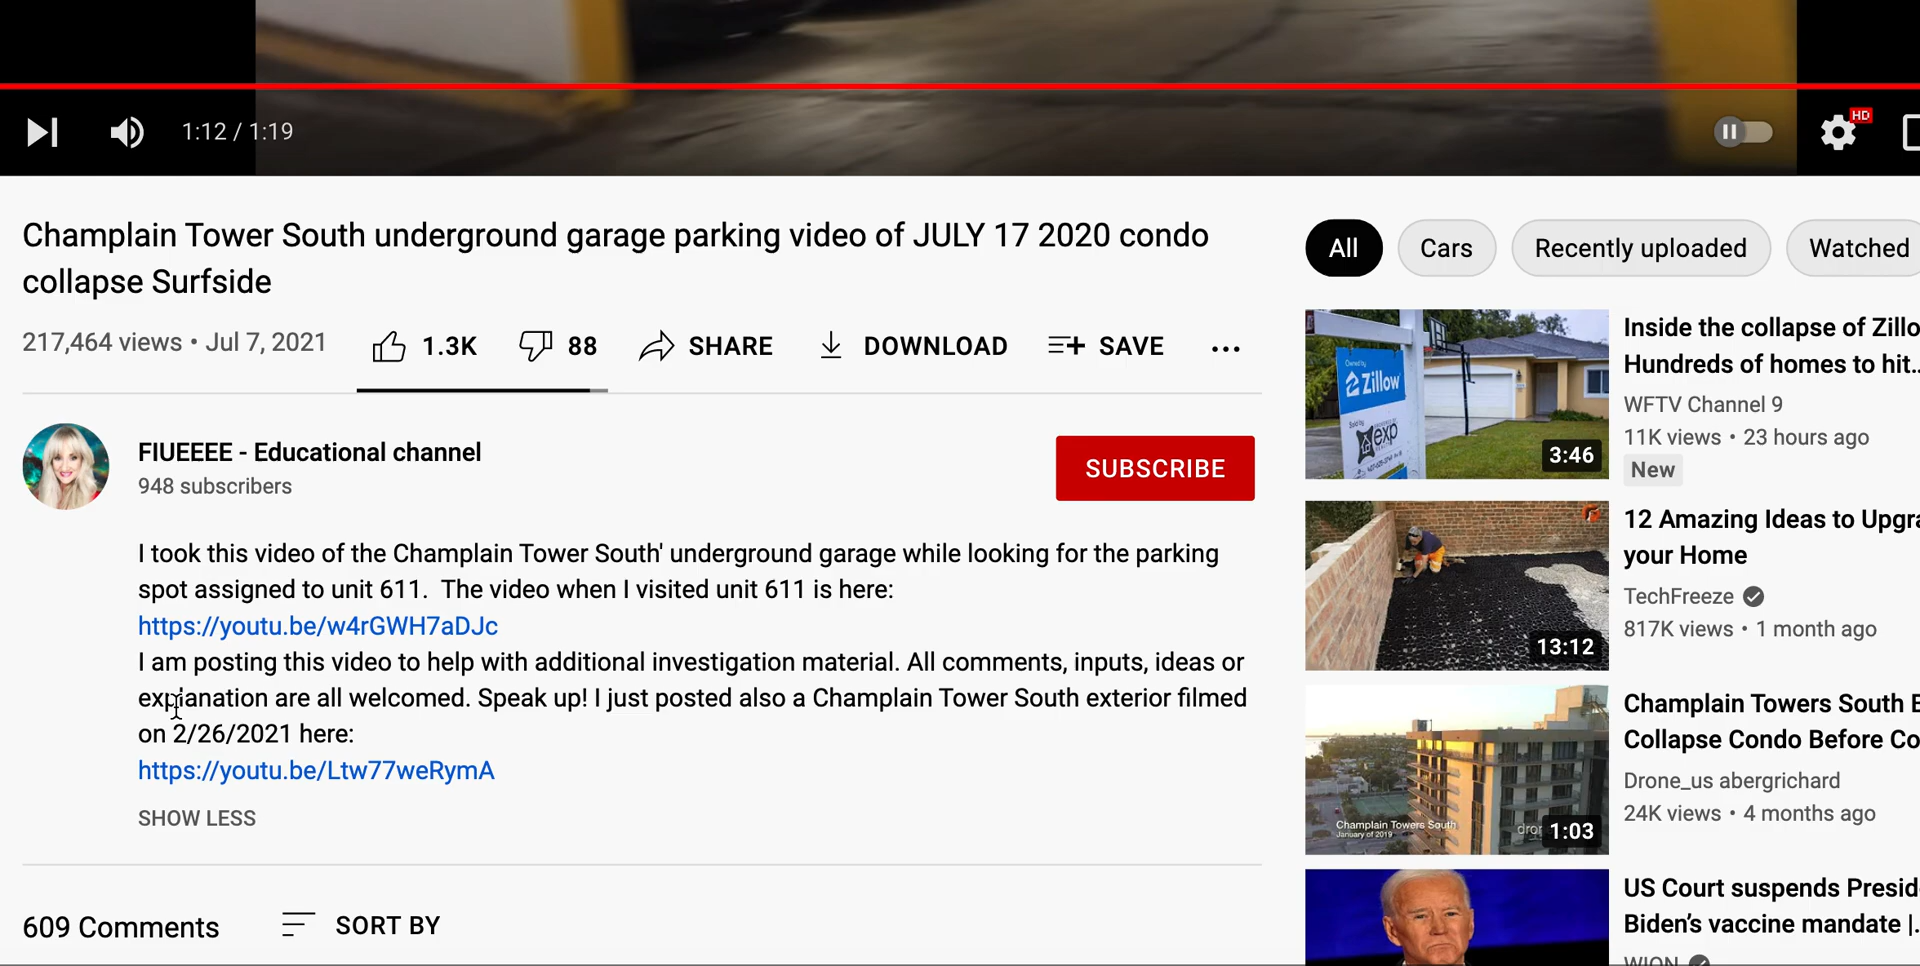 1:12 / 1:19
HD
Champlain Tower South underground garage parking video of JULY 17 2020 condo
collapse Surfside
217,464 views • Jul 7, 2021
1.3K
88
SHARE
DOWNLOAD
SAVE
FIUEEEE - Educational channel
948 subscribers
SUBSCRIBE
I took this video of the Champlain Tower South' underground garage while looking for the parking
spot assigned to unit 611. The video when I visited unit 611 is here:
https://youtu.be/w4rGWH7aDJc
I am posting this video to help with additional investigation material. All comments, inputs, ideas or
explanation are all welcomed. Speak up! I just posted also a Champlain Tower South exterior filmed
on 2/26/2021 here:
https://youtu.be/Ltw77weRymA
SHOW LESS
609 Comments
SORT BY
All
Cars
Recently uploaded
Watched
Zillow
exp
3:46
Inside the collapse of Zillo
Hundreds of homes to hit...
WFTV Channel 9
11K views • 23 hours ago
New
13:12
12 Amazing Ideas to Upgra
your Home
TechFreeze
817K views • 1 month ago
Champlain Towers South
January of 2019
1:03
Champlain Towers South
Collapse Condo Before Co
Drone_us abergrichard
24K views • 4 months ago
US Court suspends Presid
Biden's vaccine mandate |.
WION